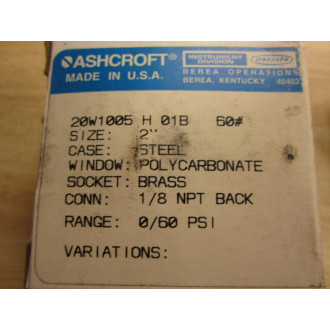 ASHCROFT®
MADE IN U.S.A.
INSTRUMENT DIVISION
DRESSER
BEREA OPERATIONS
BEREA, KENTUCKY 40403
20W1005 H 01B 60#
SIZE: 2"
CASE: STEEL
WINDOW: POLYCARBONATE
SOCKET: BRASS
CONN: 1/8 NPT BACK
RANGE: 0/60 PSI
VARIATIONS: